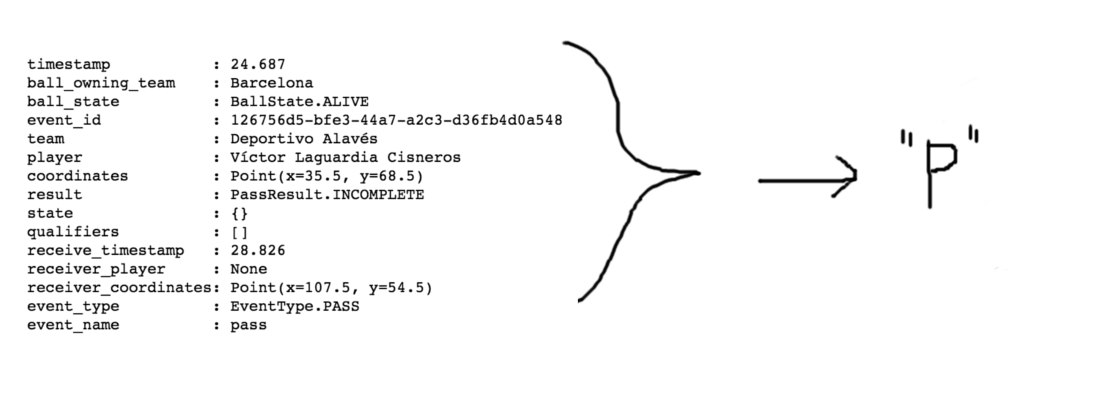 timestamp : 24.687
ball_owning_team : Barcelona
ball_state : BallState.ALIVE
event_id : 126756d5-bfe3-44a7-a2c3-d36fb4d0a548
team : Deportivo Alavés
player : Víctor Laguardia Cisneros
coordinates : Point(x=35.5, y=68.5)
result : PassResult.INCOMPLETE
state : {}
qualifiers : []
receive_timestamp : 28.826
receiver_player : None
receiver_coordinates: Point(x=107.5, y=54.5)
event_type : EventType.PASS
event_name : pass
"P"